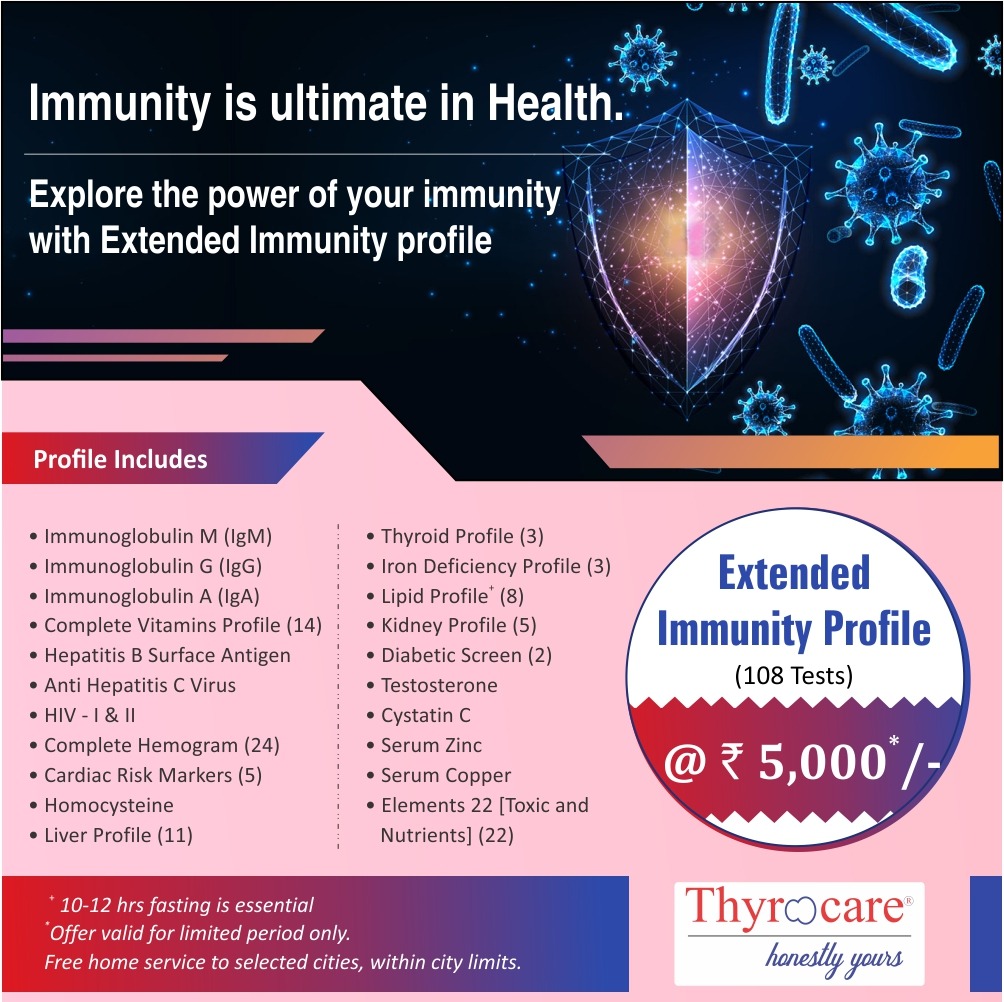 Immunity is ultimate in Health.
Explore the power of your immunity
with Extended Immunity profile
Profile Includes
• Immunoglobulin M (IgM)
• Immunoglobulin G (IgG)
• Immunoglobulin A (IgA)
• Complete Vitamins Profile (14)
• Hepatitis B Surface Antigen
• Anti Hepatitis C Virus
• HIV - I & II
• Complete Hemogram (24)
• Cardiac Risk Markers (5)
• Homocysteine
• Liver Profile (11)
• Thyroid Profile (3)
• Iron Deficiency Profile (3)
• Lipid Profile⁺ (8)
• Kidney Profile (5)
• Diabetic Screen (2)
• Testosterone
• Cystatin C
• Serum Zinc
• Serum Copper
• Elements 22 [Toxic and
Nutrients] (22)
Extended
Immunity Profile
(108 Tests)
@ ₹ 5,000*/-
⁺ 10-12 hrs fasting is essential
*Offer valid for limited period only.
Free home service to selected cities, within city limits.
Thyrocare®
honestly yours